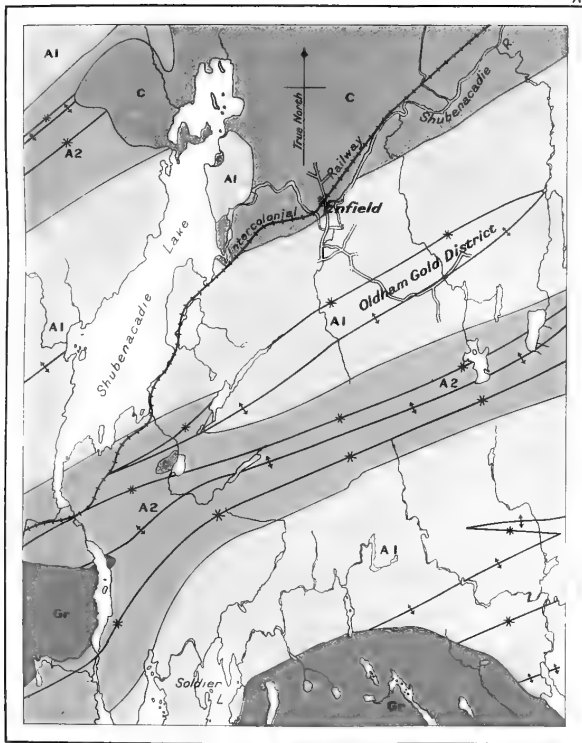 A1
C
C
True North
Shubenacadie
R.
A2
A1
Railway
Intercolonial
Enfield
Shubenacadie Lake
Oldham Gold District
A1
A1
A2
A2
A1
Gr
Soldier
L
Gr